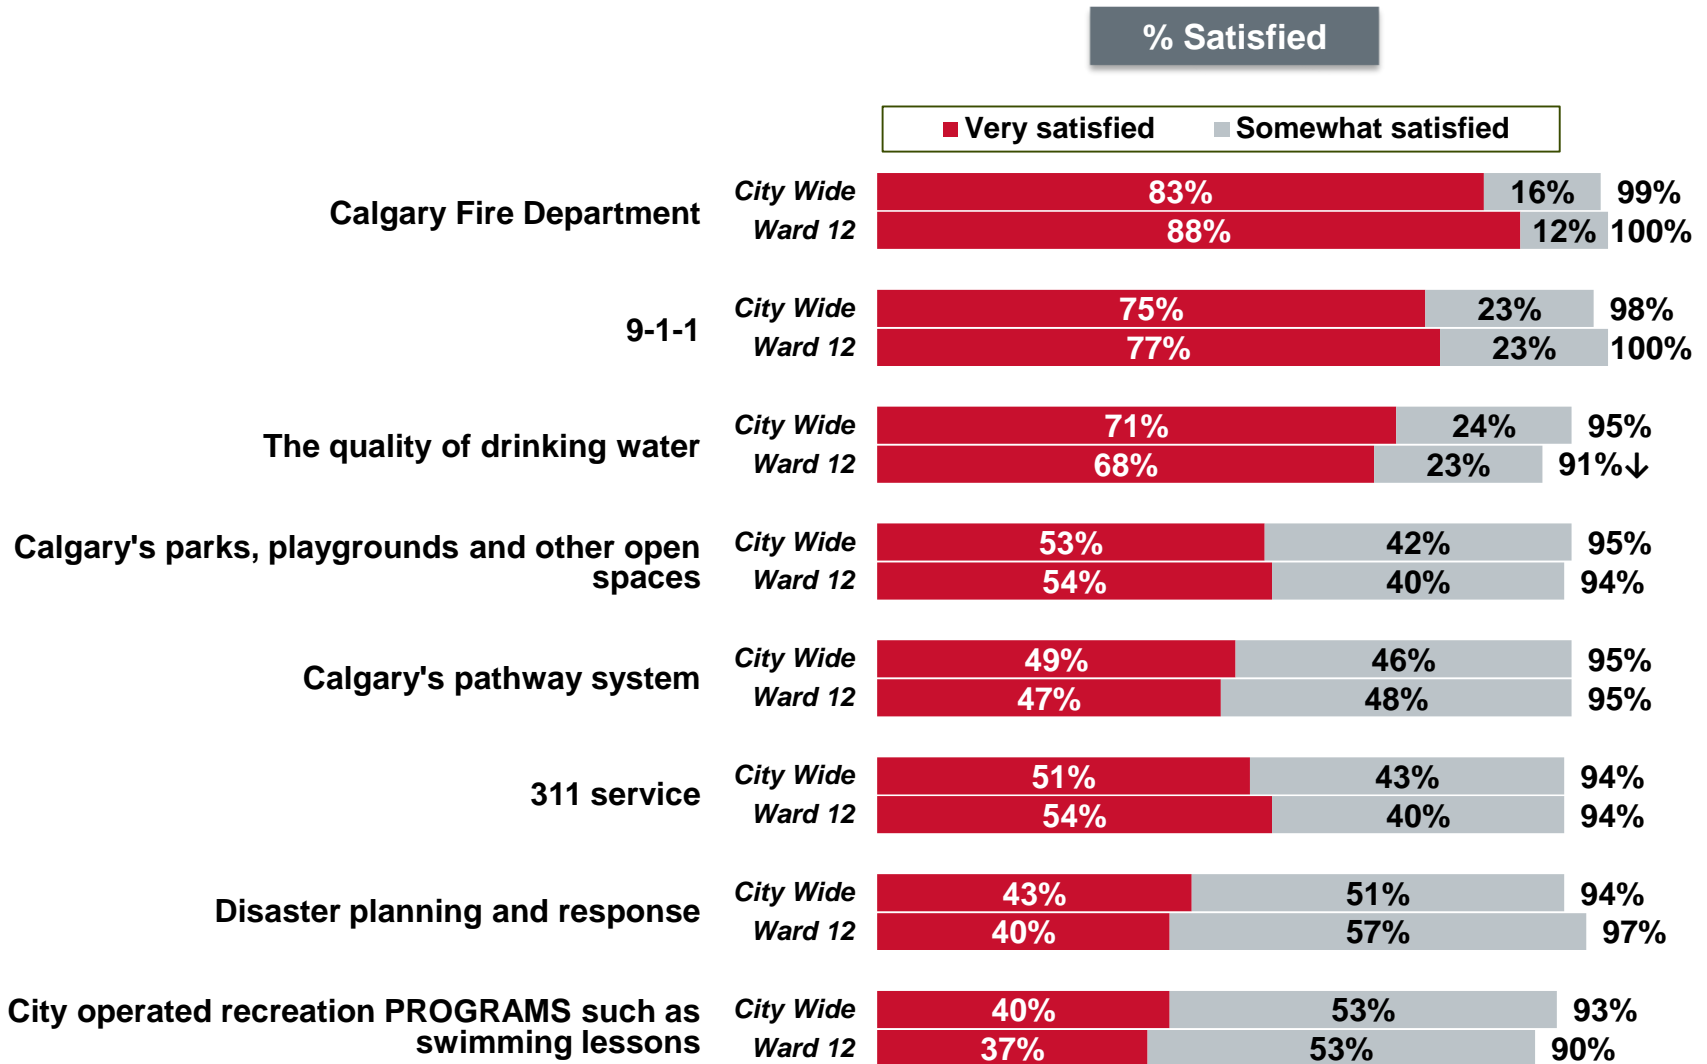 % Satisfied
Very satisfied Somewhat satisfied
Calgary Fire Department
City Wide 83% 16% 99%
Ward 12 88% 12% 100%
9-1-1
City Wide 75% 23% 98%
Ward 12 77% 23% 100%
The quality of drinking water
City Wide 71% 24% 95%
Ward 12 68% 23% 91%↓
Calgary's parks, playgrounds and other open
spaces
City Wide 53% 42% 95%
Ward 12 54% 40% 94%
Calgary's pathway system
City Wide 49% 46% 95%
Ward 12 47% 48% 95%
311 service
City Wide 51% 43% 94%
Ward 12 54% 40% 94%
Disaster planning and response
City Wide 43% 51% 94%
Ward 12 40% 57% 97%
City operated recreation PROGRAMS such as
swimming lessons
City Wide 40% 53% 93%
Ward 12 37% 53% 90%